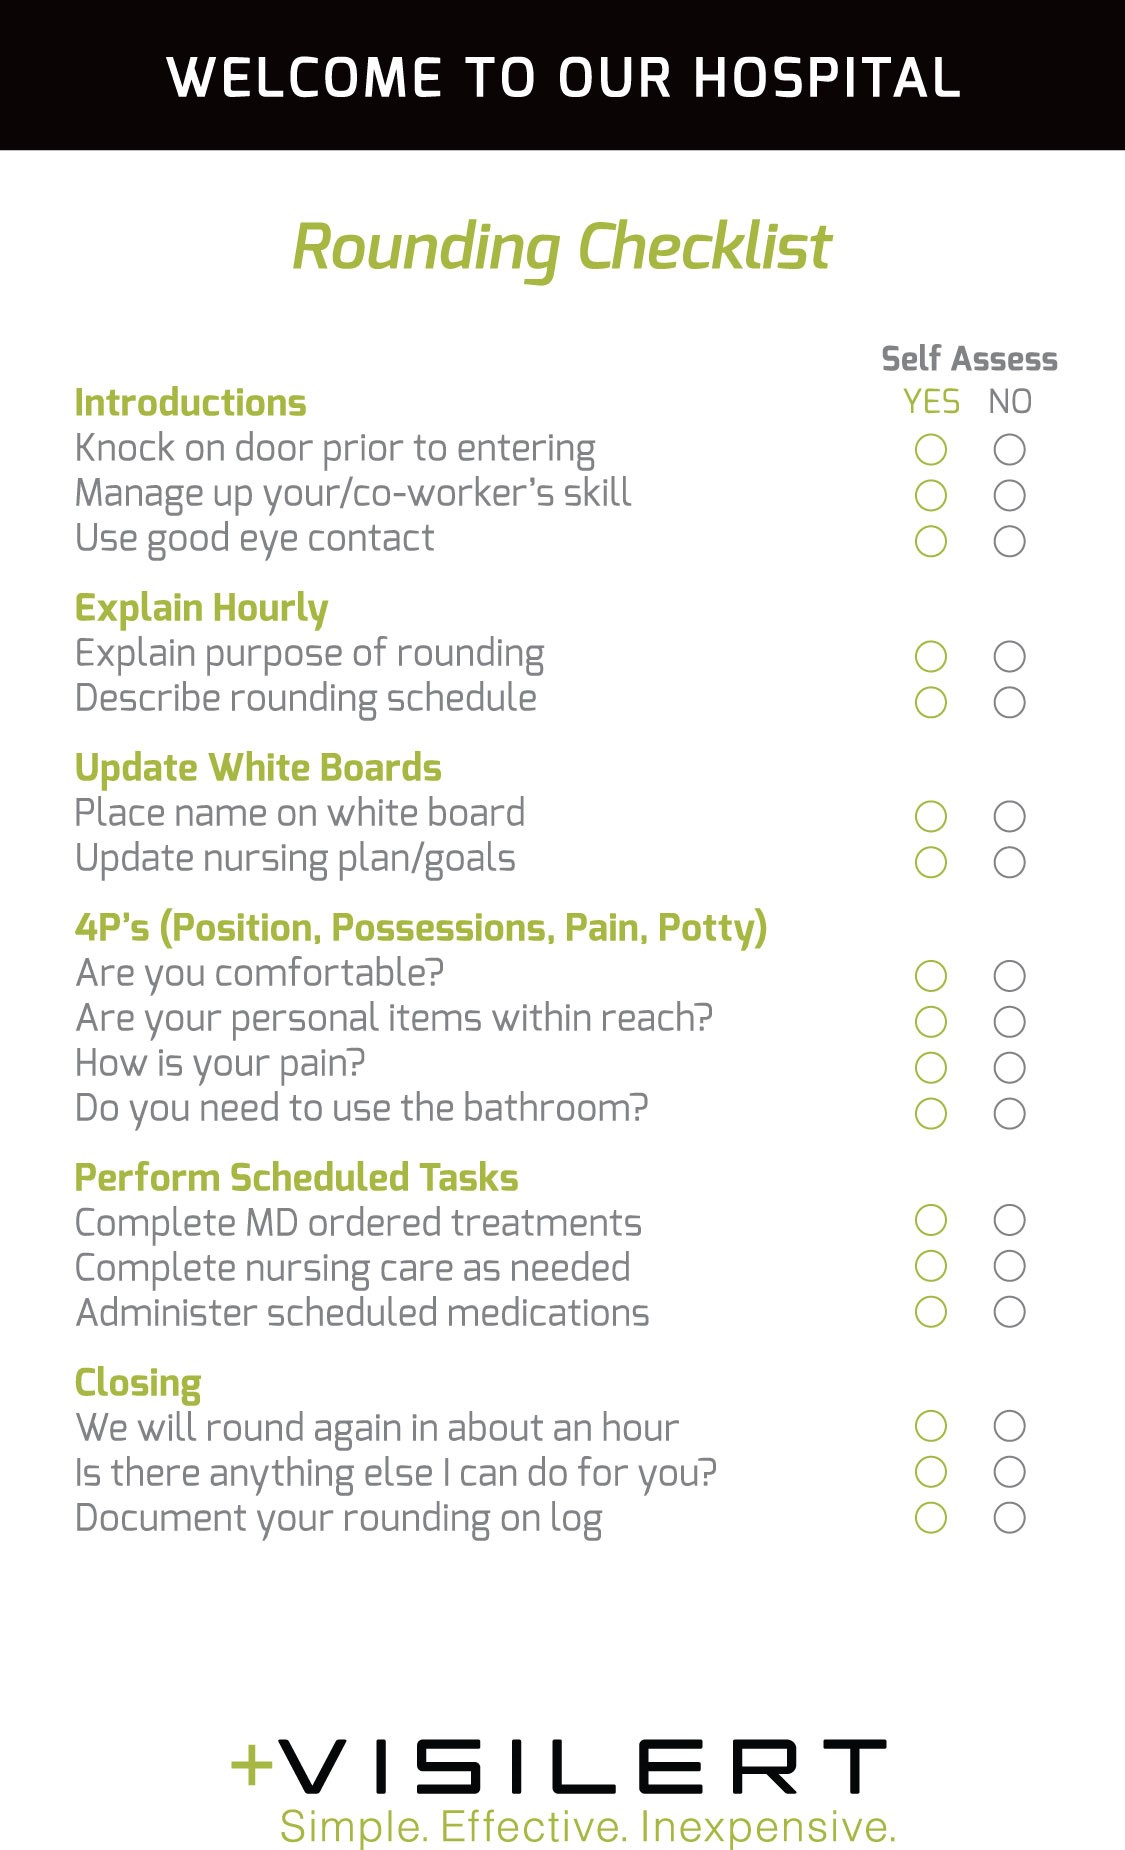 WELCOME TO OUR HOSPITAL
Rounding Checklist
Self Assess
Introductions YES NO
Knock on door prior to entering
Manage up your/co-worker's skill
Use good eye contact
Explain Hourly
Explain purpose of rounding
Describe rounding schedule
Update White Boards
Place name on white board
Update nursing plan/goals
4P's (Position, Possessions, Pain, Potty)
Are you comfortable?
Are your personal items within reach?
How is your pain?
Do you need to use the bathroom?
Perform Scheduled Tasks
Complete MD ordered treatments
Complete nursing care as needed
Administer scheduled medications
Closing
We will round again in about an hour
Is there anything else I can do for you?
Document your rounding on log
+VISILERT
Simple. Effective. Inexpensive.